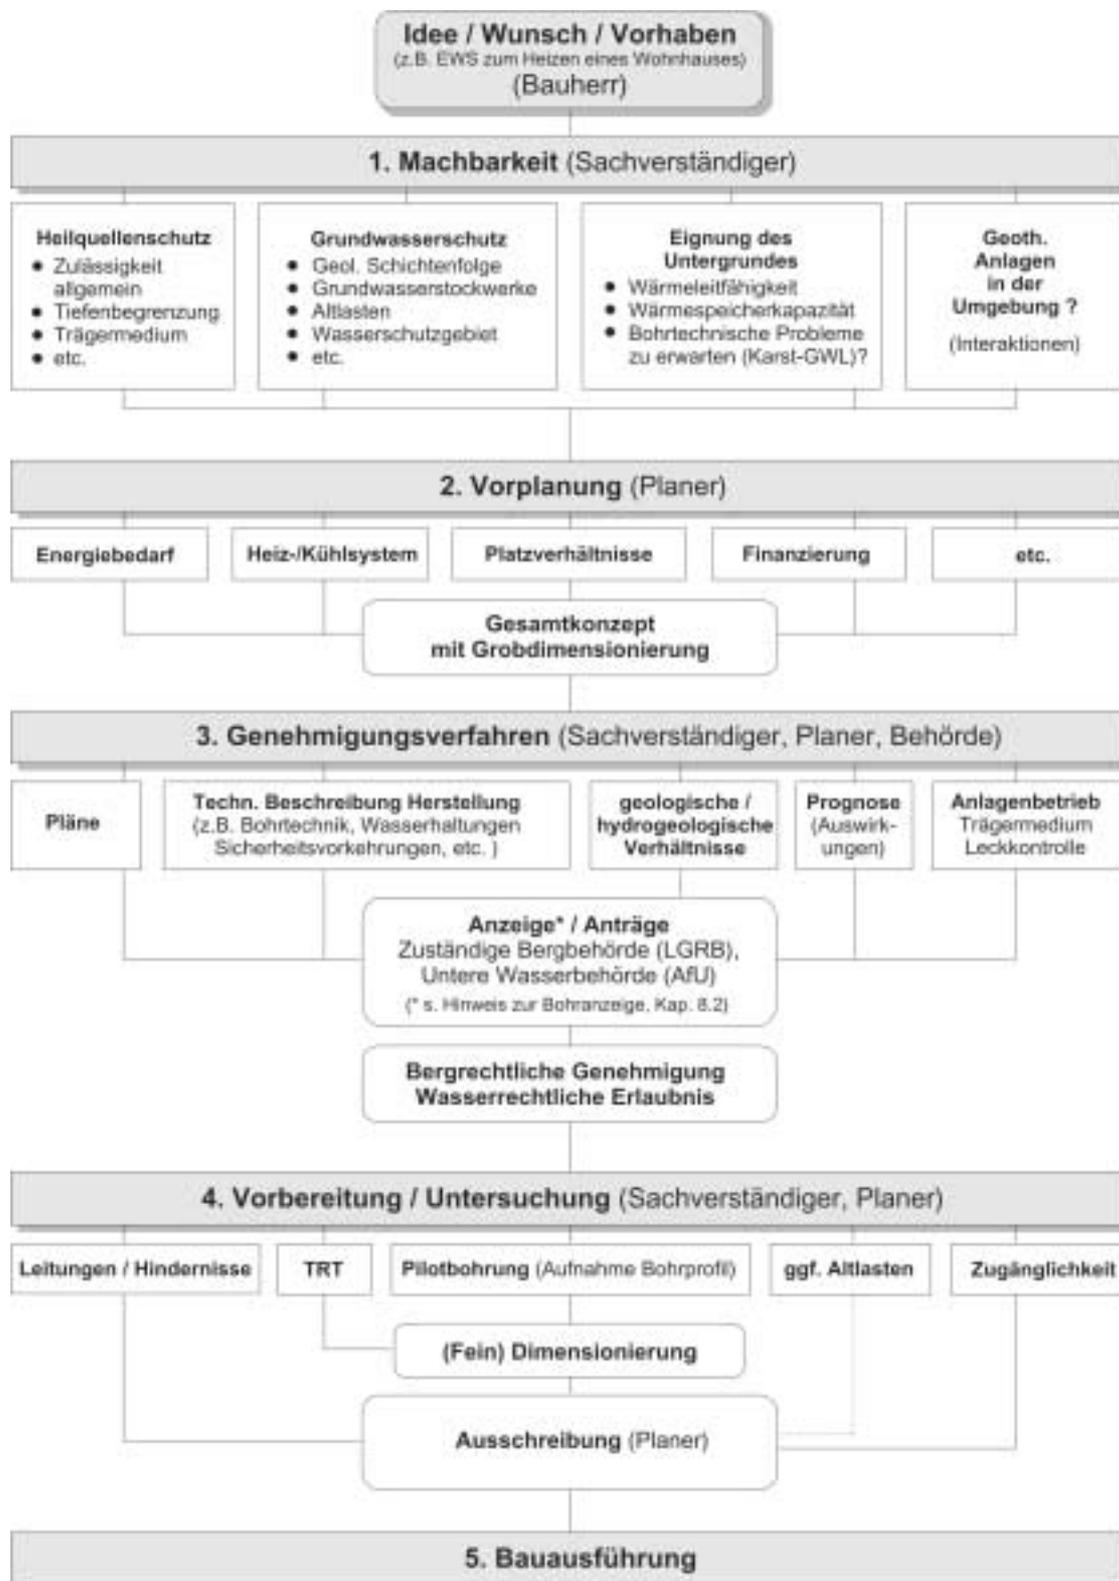 Idee / Wunsch / Vorhaben
(z.B. EWS zum Heizen eines Wohnhauses)
(Bauherr)
1. Machbarkeit (Sachverständiger)
Heilquellenschutz
● Zulässigkeit
allgemein
● Tiefenbegrenzung
● Trägermedium
● etc.
Grundwasserschutz
● Geol. Schichtenfolge
● Grundwasserstockwerke
● Altlasten
● Wasserschutzgebiet
● etc.
Eignung des
Untergrundes
● Wärmeleitfähigkeit
● Wärmespeicherkapazität
● Bohrtechnische Probleme
zu erwarten (Karst-GWL)?
Geoth.
Anlagen
in der
Umgebung ?
(Interaktionen)
2. Vorplanung (Planer)
Energiebedarf
Heiz-/Kühlsystem
Platzverhältnisse
Finanzierung
etc.
Gesamtkonzept
mit Grobdimensionierung
3. Genehmigungsverfahren (Sachverständiger, Planer, Behörde)
Pläne
Techn. Beschreibung Herstellung
(z.B. Bohrtechnik, Wasserhaltungen
Sicherheitsvorkehrungen, etc. )
geologische /
hydrogeologische
Verhältnisse
Prognose
(Auswirk-
ungen)
Anlagenbetrieb
Trägermedium
Leckkontrolle
Anzeige* / Anträge
Zuständige Bergbehörde (LGRB),
Untere Wasserbehörde (AfU)
(* s. Hinweis zur Bohranzeige, Kap. 8.2)
Bergrechtliche Genehmigung
Wasserrechtliche Erlaubnis
4. Vorbereitung / Untersuchung (Sachverständiger, Planer)
Leitungen / Hindernisse
TRT
Pilotbohrung (Aufnahme Bohrprofil)
ggf. Altlasten
Zugänglichkeit
(Fein) Dimensionierung
Ausschreibung (Planer)
5. Bauausführung